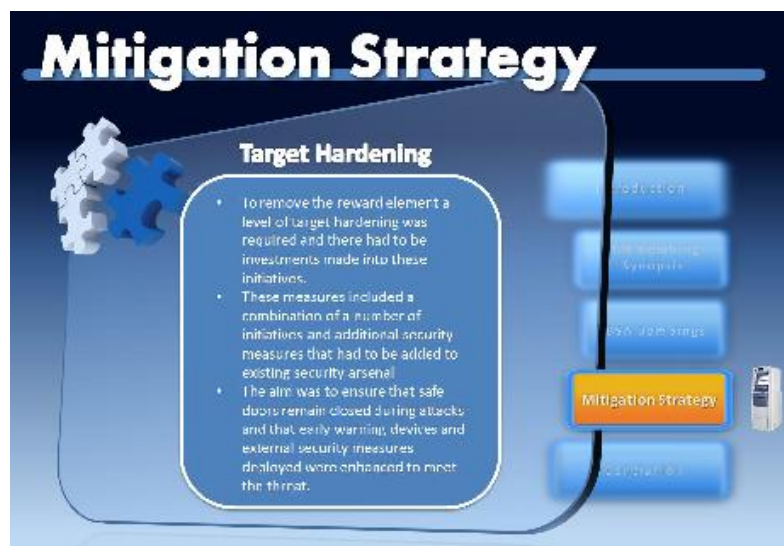 Mitigation Strategy
Target Hardening
• To remove the reward element a
level of target hardening was
required and there had to be
investments made into these
initiatives.
• These measures included a
combination of a number of
initiatives and additional security
measures that had to be added to
existing security arsenal
• The aim was to ensure that safe
doors remain closed during attacks
and that early warning devices and
external security measures
deployed were enhanced to meet
the threat.
Introduction
Bombing
Synopsis
Bombings
Mitigation Strategy